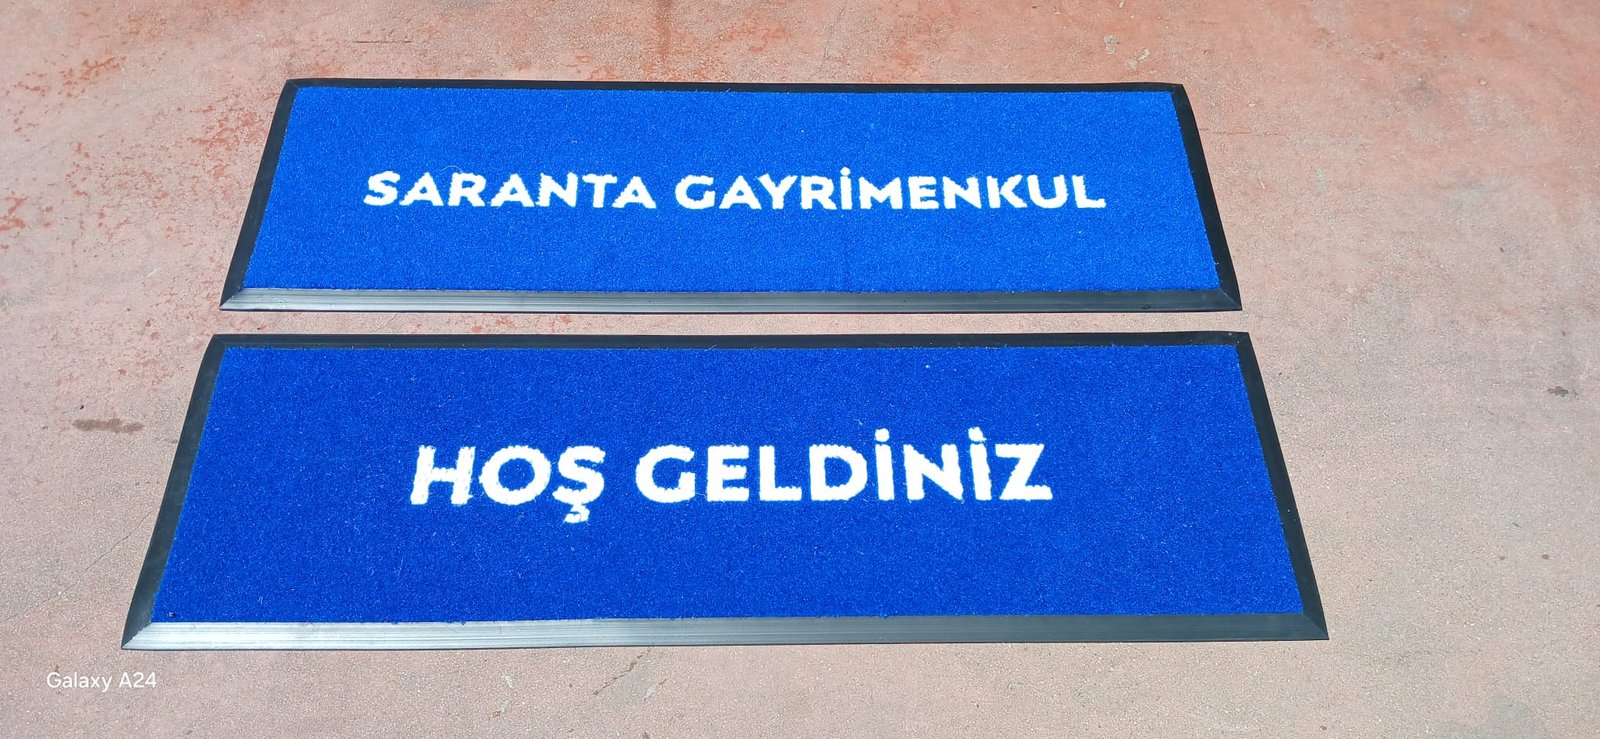 SARANTA GAYRİMENKUL
HOŞ GELDİNİZ
Galaxy A24